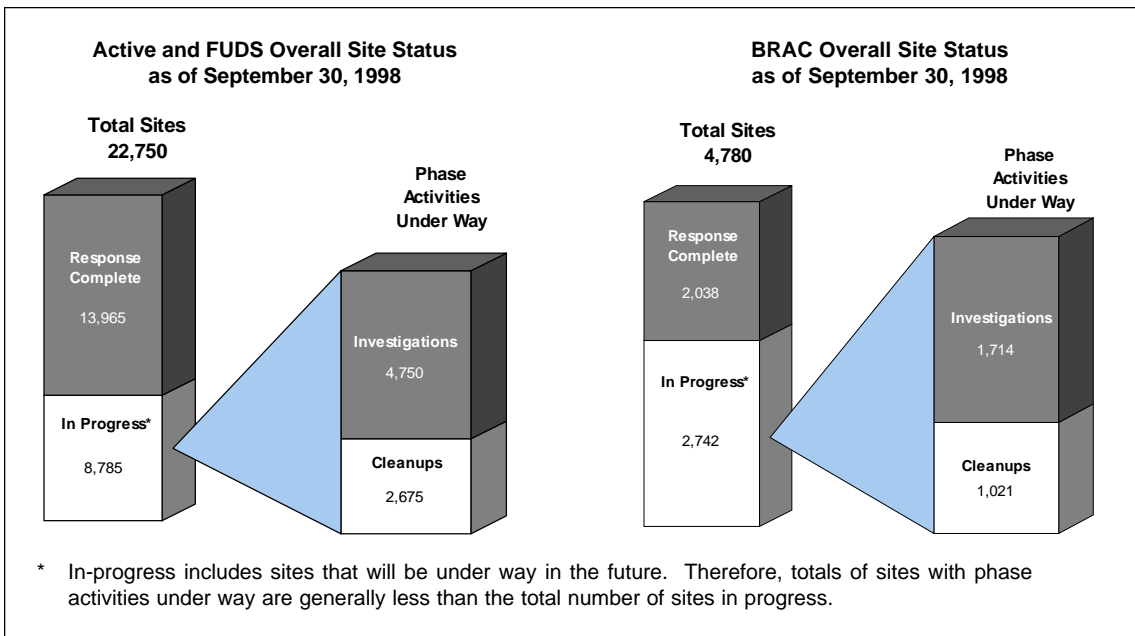 Active and FUDS Overall Site Status
as of September 30, 1998
Total Sites
22,750
Response
Complete
13,965
In Progress*
8,785
Phase
Activities
Under Way
Investigations
4,750
Cleanups
2,675
BRAC Overall Site Status
as of September 30, 1998
Total Sites
4,780
Response
Complete
2,038
In Progress*
2,742
Phase
Activities
Under Way
Investigations
1,714
Cleanups
1,021
* In-progress includes sites that will be under way in the future. Therefore, totals of sites with phase
activities under way are generally less than the total number of sites in progress.